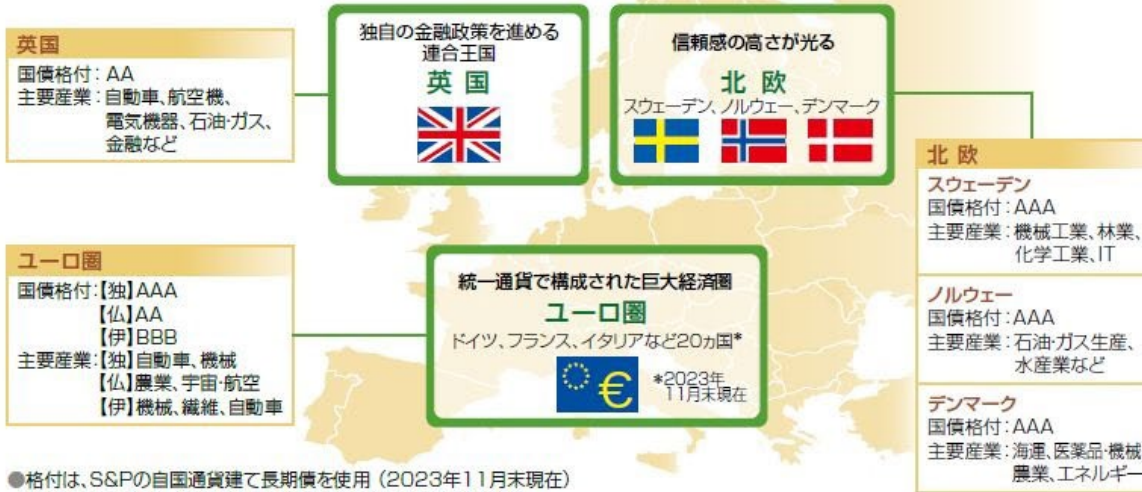 英国
国債格付：AA
主要産業：自動車、航空機、
電気機器、石油・ガス、
金融など
独自の金融政策を進める
連合王国
英国
信頼感の高さが光る
北欧
スウェーデン、ノルウェー、デンマーク
北欧
スウェーデン
国債格付：AAA
主要産業：機械工業、林業、
化学工業、IT
ノルウェー
国債格付：AAA
主要産業：石油・ガス生産、
水産業など
デンマーク
国債格付：AAA
主要産業：海運、医薬品・機械
農業、エネルギー
ユーロ圏
国債格付：【独】AAA
【仏】AA
【伊】BBB
主要産業：【独】自動車、機械
【仏】農業、宇宙・航空
【伊】機械、繊維、自動車
統一通貨で構成された巨大経済圏
ユーロ圏
ドイツ、フランス、イタリアなど20ヵ国*
€
*2023年
11月末現在
●格付は、S&Pの自国通貨建て長期債を使用（2023年11月末現在）